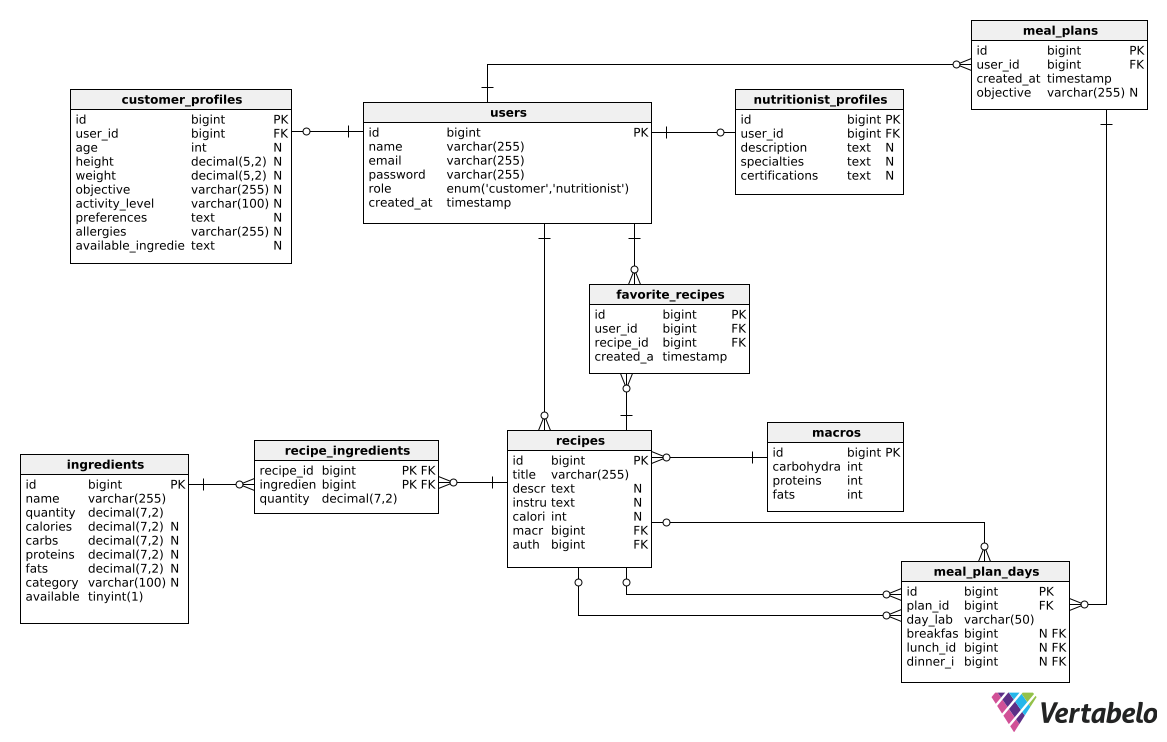 meal_plans
id bigint PK
user_id bigint FK
created_at timestamp
objective varchar(255) N
customer_profiles
id bigint PK
user_id bigint FK
age int N
height decimal(5,2) N
weight decimal(5,2) N
objective varchar(255) N
activity_level varchar(100) N
preferences text N
allergies varchar(255) N
available_ingredie text N
users
id bigint PK
name varchar(255)
email varchar(255)
password varchar(255)
role enum('customer','nutritionist')
created_at timestamp
nutritionist_profiles
id bigint PK
user_id bigint FK
description text N
specialties text N
certifications text N
favorite_recipes
id bigint PK
user_id bigint FK
recipe_id bigint FK
created_a timestamp
ingredients
id bigint PK
name varchar(255)
quantity decimal(7,2)
calories decimal(7,2) N
carbs decimal(7,2) N
proteins decimal(7,2) N
fats decimal(7,2) N
category varchar(100) N
available tinyint(1)
recipe_ingredients
recipe_id bigint PK FK
ingredien bigint PK FK
quantity decimal(7,2)
recipes
id bigint PK
title varchar(255)
descr text N
instru text N
calori int N
macr bigint FK
auth bigint FK
macros
id bigint PK
carbohydra int
proteins int
fats int
meal_plan_days
id bigint PK
plan_id bigint FK
day_lab varchar(50)
breakfas bigint N FK
lunch_id bigint N FK
dinner_i bigint N FK
Vertabelo